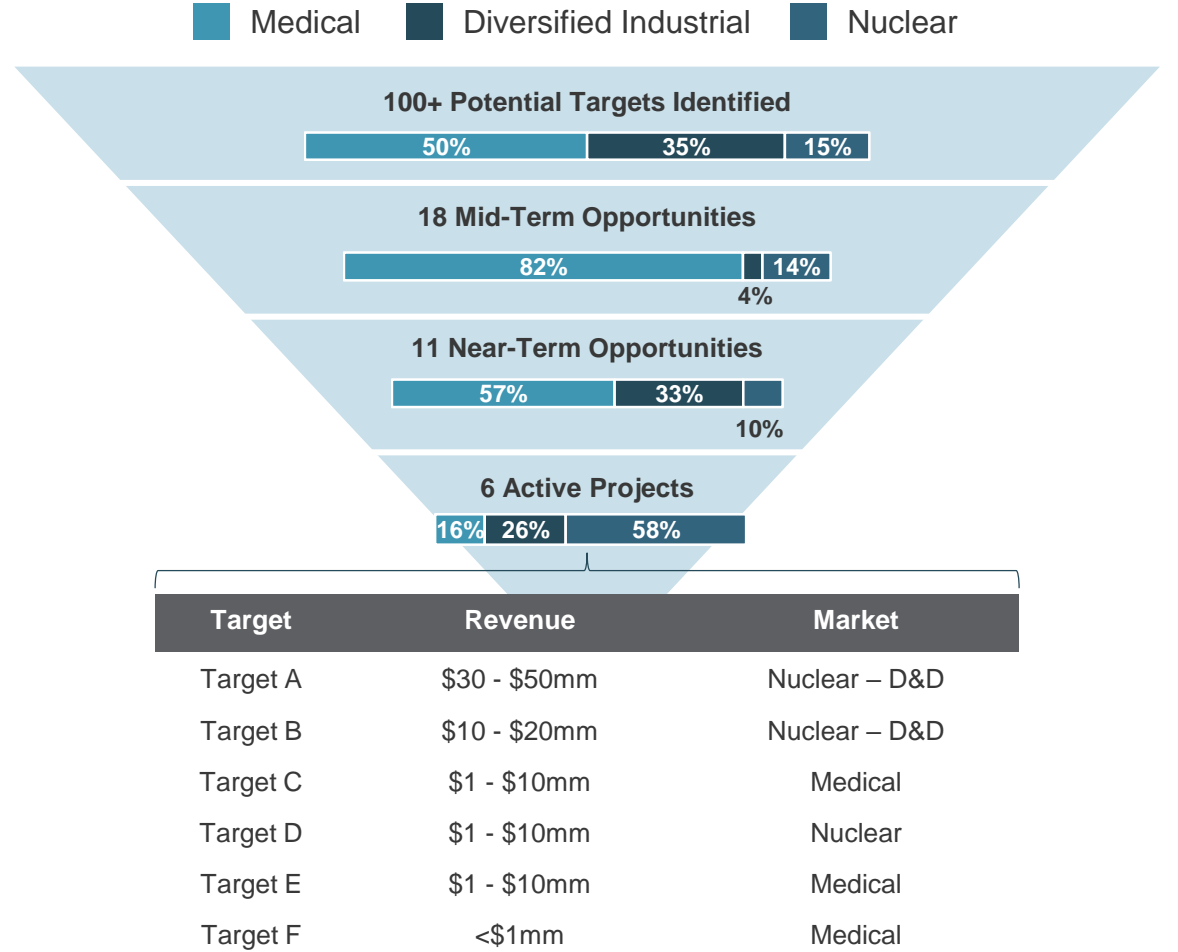 Medical Diversified Industrial Nuclear
100+ Potential Targets Identified
50% 35% 15%
18 Mid-Term Opportunities
82% 14%
4%
11 Near-Term Opportunities
57% 33%
10%
6 Active Projects
16% 26% 58%
Target Revenue Market
Target A $30 - $50mm Nuclear – D&D
Target B $10 - $20mm Nuclear – D&D
Target C $1 - $10mm Medical
Target D $1 - $10mm Nuclear
Target E $1 - $10mm Medical
Target F <$1mm Medical